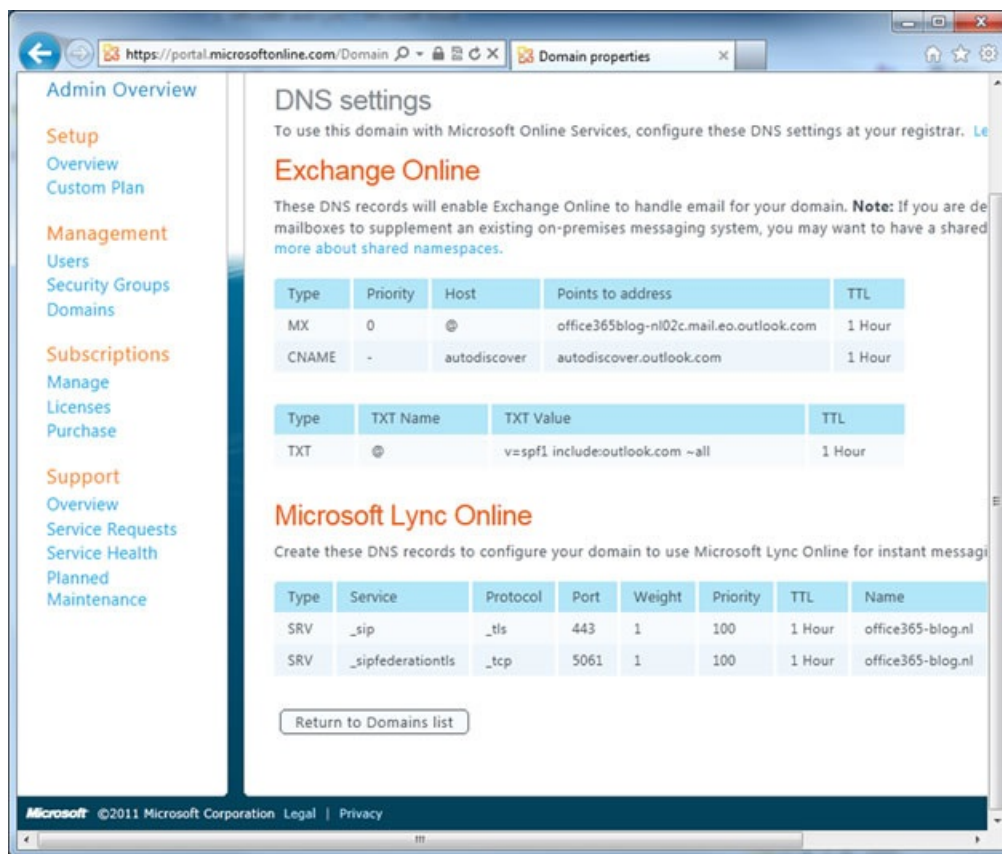 https://portal.microsoftonline.com/Domain
Domain properties
Admin Overview
Setup
Overview
Custom Plan
Management
Users
Security Groups
Domains
Subscriptions
Manage
Licenses
Purchase
Support
Overview
Service Requests
Service Health
Planned
Maintenance
DNS settings
To use this domain with Microsoft Online Services, configure these DNS settings at your registrar. Le
Exchange Online
These DNS records will enable Exchange Online to handle email for your domain. Note: If you are de
mailboxes to supplement an existing on-premises messaging system, you may want to have a shared
more about shared namespaces.
Type Priority Host Points to address TTL
MX 0 @ office365blog-nl02c.mail.eo.outlook.com 1 Hour
CNAME - autodiscover autodiscover.outlook.com 1 Hour
Type TXT Name TXT Value TTL
TXT @ v=spf1 include:outlook.com ~all 1 Hour
Microsoft Lync Online
Create these DNS records to configure your domain to use Microsoft Lync Online for instant messagi
Type Service Protocol Port Weight Priority TTL Name
SRV _sip _tls 443 1 100 1 Hour office365-blog.nl
SRV _sipfederationtls _tcp 5061 1 100 1 Hour office365-blog.nl
Return to Domains list
Microsoft ©2011 Microsoft Corporation Legal | Privacy